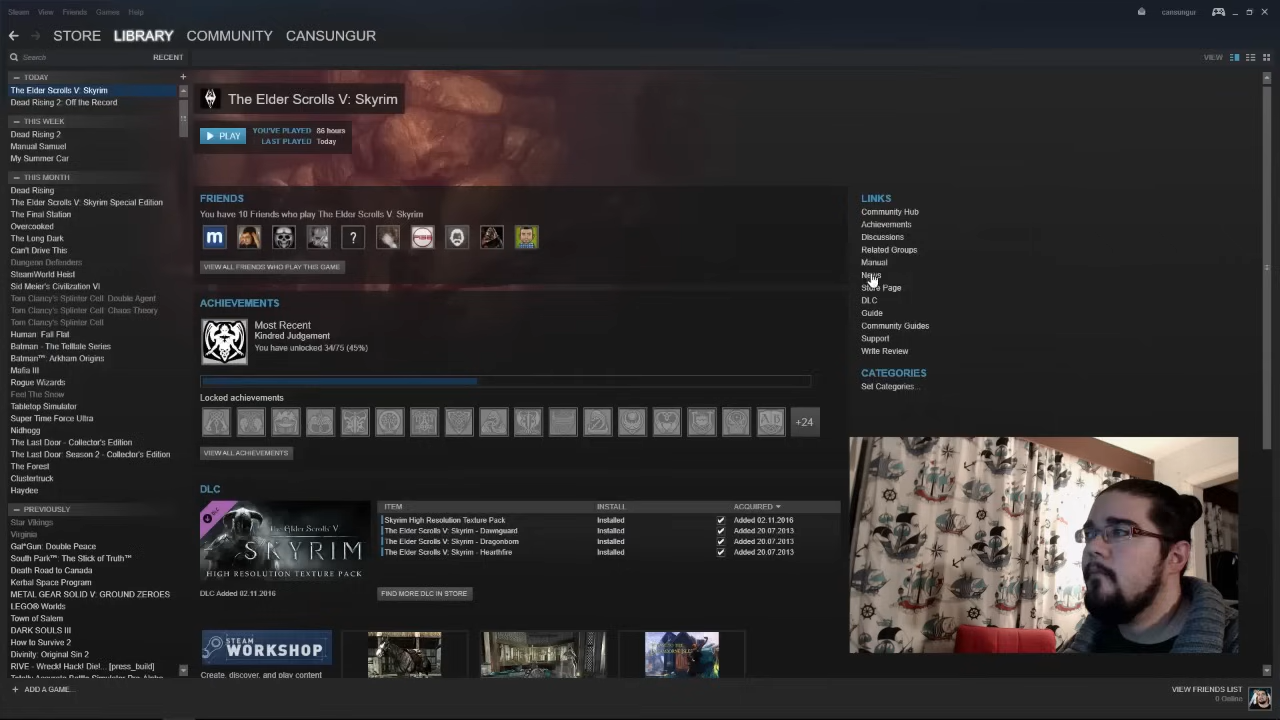 Steam View Friends Games Help
cansungur
STORE LIBRARY COMMUNITY CANSUNGUR
Search RECENT
VIEW
TODAY
The Elder Scrolls V: Skyrim
Dead Rising 2: Off the Record
THIS WEEK
Dead Rising 2
Manual Samuel
My Summer Car
THIS MONTH
Dead Rising
The Elder Scrolls V: Skyrim Special Edition
The Final Station
Overcooked
The Long Dark
Can't Drive This
Dungeon Defenders
SteamWorld Heist
Sid Meier's Civilization VI
Tom Clancy's Splinter Cell: Double Agent
Tom Clancy's Splinter Cell: Chaos Theory
Tom Clancy's Splinter Cell
Human: Fall Flat
Batman - The Telltale Series
Batman™: Arkham Origins
Mafia III
Rogue Wizards
Feel The Snow
Tabletop Simulator
Super Time Force Ultra
Nidhogg
The Last Door - Collector's Edition
The Last Door: Season 2 - Collector's Edition
The Forest
Clustertruck
Haydee
PREVIOUSLY
Star Vikings
Virginia
Gal*Gun: Double Peace
South Park™: The Stick of Truth™
Death Road to Canada
Kerbal Space Program
METAL GEAR SOLID V: GROUND ZEROES
LEGO® Worlds
Town of Salem
DARK SOULS III
How to Survive 2
Divinity: Original Sin 2
RIVE - Wreck! Hack! Die!... [press_build]
ADD A GAME...
The Elder Scrolls V: Skyrim
PLAY
YOU'VE PLAYED 86 hours
LAST PLAYED Today
FRIENDS
You have 10 Friends who play The Elder Scrolls V: Skyrim
m
?
VIEW ALL FRIENDS WHO PLAY THIS GAME
ACHIEVEMENTS
Most Recent
Kindred Judgement
You have unlocked 34/75 (45%)
Locked achievements
+24
VIEW ALL ACHIEVEMENTS
DLC
The Elder Scrolls V
SKYRIM
HIGH RESOLUTION TEXTURE PACK
DLC Added 02.11.2016
ITEM INSTALL ACQUIRED
Skyrim High Resolution Texture Pack Installed Added 02.11.2016
The Elder Scrolls V: Skyrim - Dawnguard Installed Added 20.07.2013
The Elder Scrolls V: Skyrim - Dragonborn Installed Added 20.07.2013
The Elder Scrolls V: Skyrim - Hearthfire Installed Added 20.07.2013
FIND MORE DLC IN STORE
STEAM
WORKSHOP
Create, discover, and play content
LINKS
Community Hub
Achievements
Discussions
Related Groups
Manual
News
Store Page
DLC
Guide
Community Guides
Support
Write Review
CATEGORIES
Set Categories...
VIEW FRIENDS LIST
0 Online